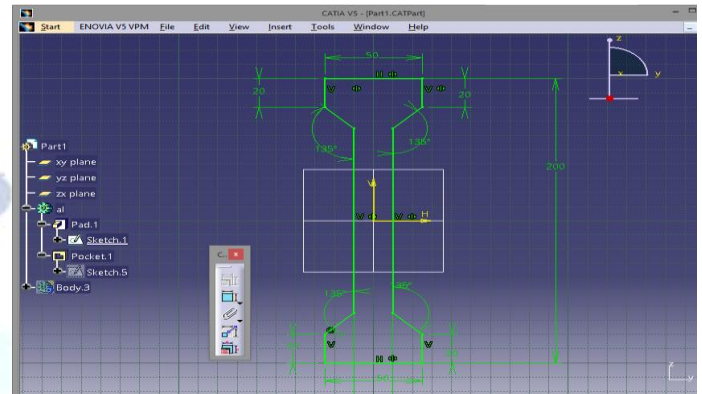 CATIA V5 - [Part1.CATPart]
Start ENOVIA V5 VPM File Edit View Insert Tools Window Help
z
x y
50
H
V V
20 20
135° 135°
Part1
xy plane
yz plane
zx plane
al
Pad.1
Sketch.1
Pocket.1
Sketch.5
Body.3
200
V
V V H
C...
135° 135°
V V
H
50
z
y